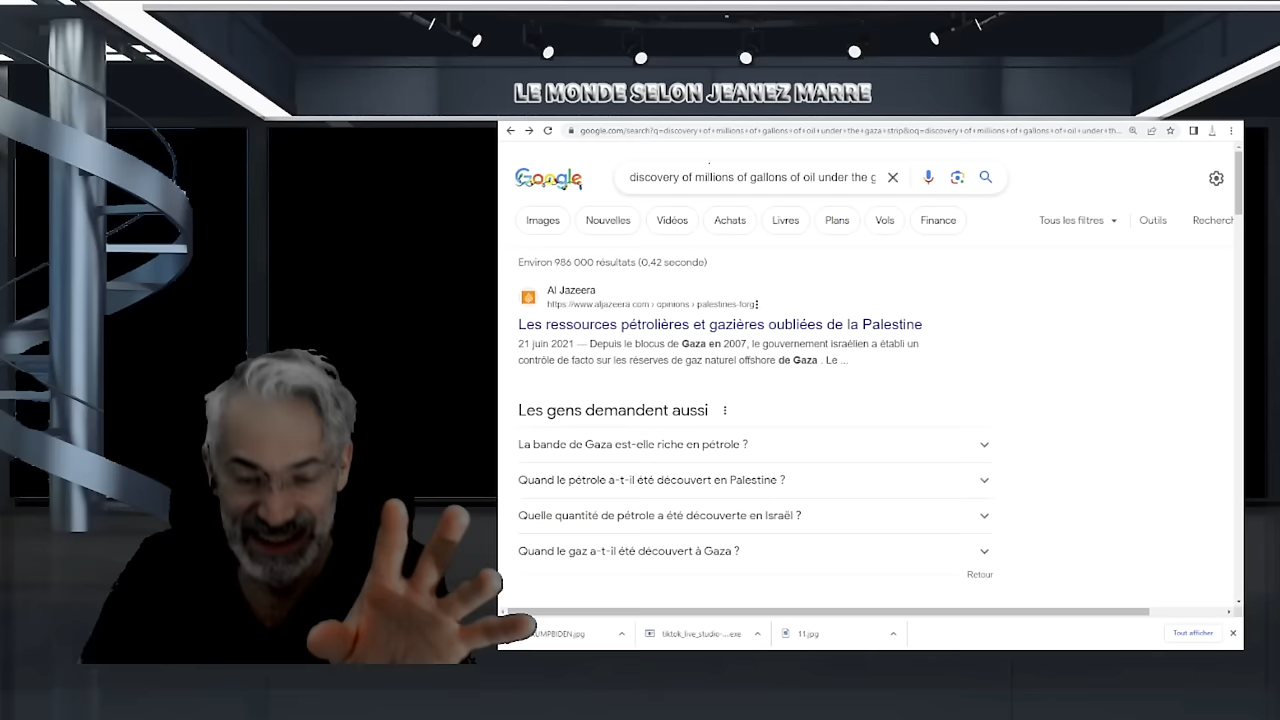 LE MONDE SELON JEANEZ MARRE
google.com/search?q=discovery+of+millions+of+gallons+of+oil+under+the+gaza+strip&oq=discovery+of+millions+of+gallons+of+oil+under+th...
Google
discovery of millions of gallons of oil under the g
Images Nouvelles Vidéos Achats Livres Plans Vols Finance Tous les filtres Outils Recherch
Environ 986 000 résultats (0,42 seconde)
Al Jazeera
https://www.aljazeera.com › opinions › palestines-forg
Les ressources pétrolières et gazières oubliées de la Palestine
21 juin 2021 — Depuis le blocus de Gaza en 2007, le gouvernement israélien a établi un
contrôle de facto sur les réserves de gaz naturel offshore de Gaza . Le ...
Les gens demandent aussi
La bande de Gaza est-elle riche en pétrole ?
Quand le pétrole a-t-il été découvert en Palestine ?
Quelle quantité de pétrole a été découverte en Israël ?
Quand le gaz a-t-il été découvert à Gaza ?
Retour
UMPBIDEN.jpg tiktok_live_studio-....exe 11.jpg Tout afficher